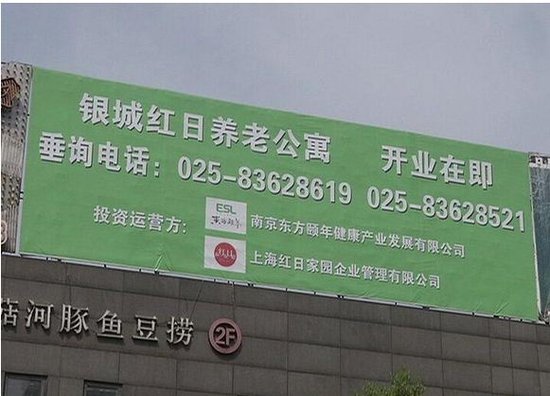 银城红日养老公寓 开业在即
垂询电话：025-83628619 025-83628521
投资运营方：
ESL
南京东方颐年健康产业发展有限公司
上海红日家园企业管理有限公司
河豚鱼豆捞 2F